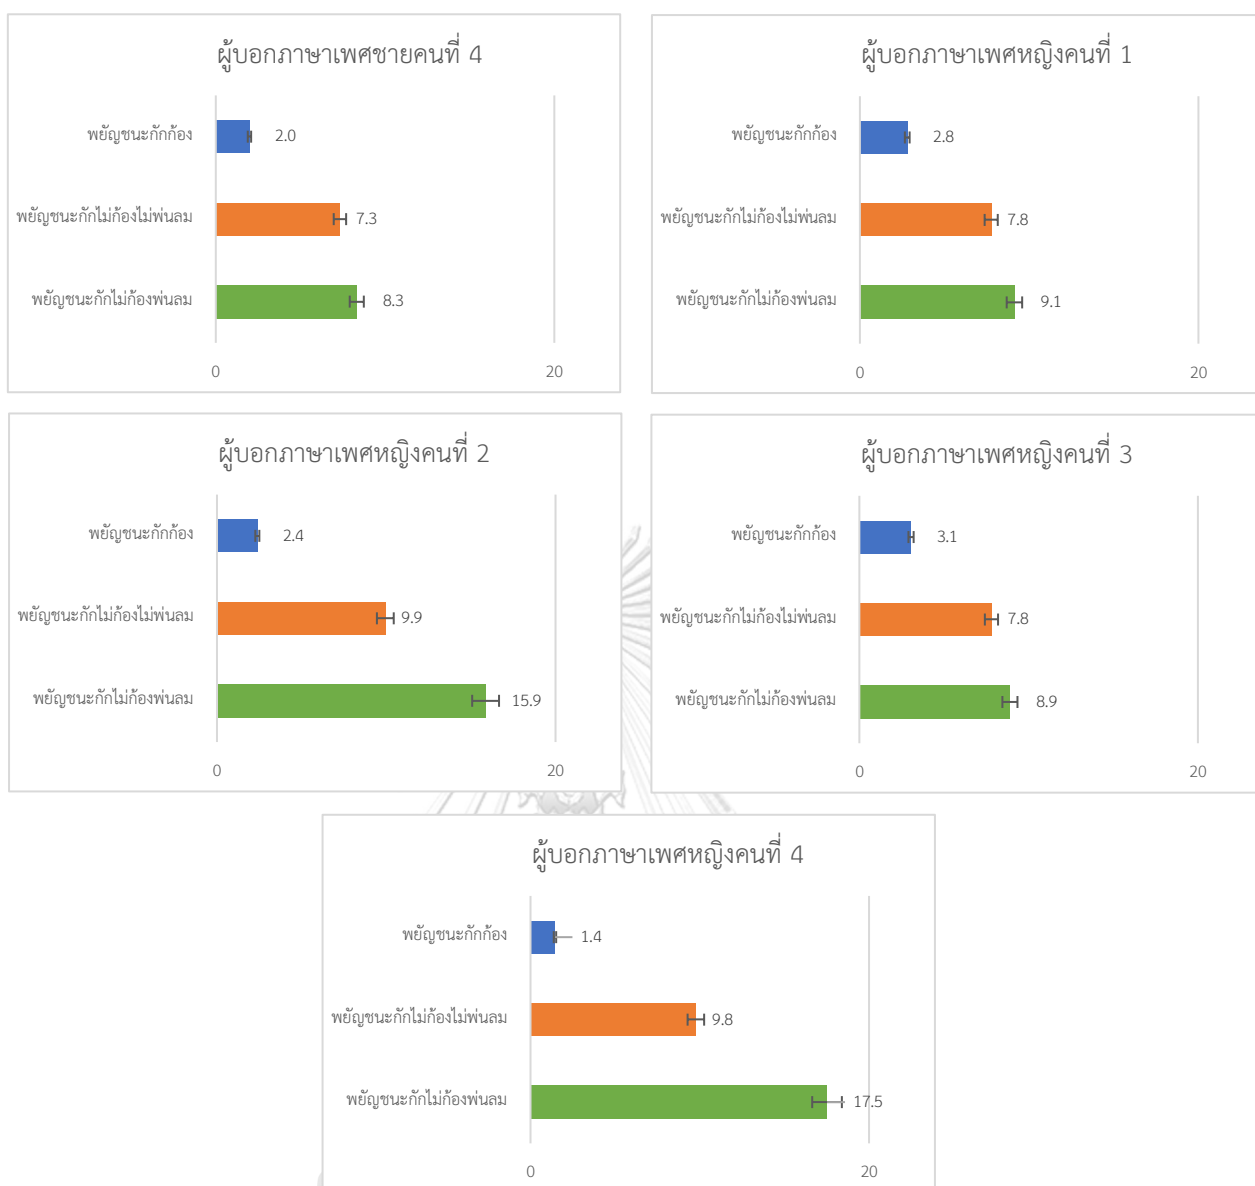 ผู้บอกภาษาเพศชายคนที่ 4
พยัญชนะกักก้อง 2.0
พยัญชนะกักไม่ก้องไม่พ่นลม 7.3
พยัญชนะกักไม่ก้องพ่นลม 8.3
0 20
ผู้บอกภาษาเพศหญิงคนที่ 1
พยัญชนะกักก้อง 2.8
พยัญชนะกักไม่ก้องไม่พ่นลม 7.8
พยัญชนะกักไม่ก้องพ่นลม 9.1
0 20
ผู้บอกภาษาเพศหญิงคนที่ 2
พยัญชนะกักก้อง 2.4
พยัญชนะกักไม่ก้องไม่พ่นลม 9.9
พยัญชนะกักไม่ก้องพ่นลม 15.9
0 20
ผู้บอกภาษาเพศหญิงคนที่ 3
พยัญชนะกักก้อง 3.1
พยัญชนะกักไม่ก้องไม่พ่นลม 7.8
พยัญชนะกักไม่ก้องพ่นลม 8.9
0 20
ผู้บอกภาษาเพศหญิงคนที่ 4
พยัญชนะกักก้อง 1.4
พยัญชนะกักไม่ก้องไม่พ่นลม 9.8
พยัญชนะกักไม่ก้องพ่นลม 17.5
0 20